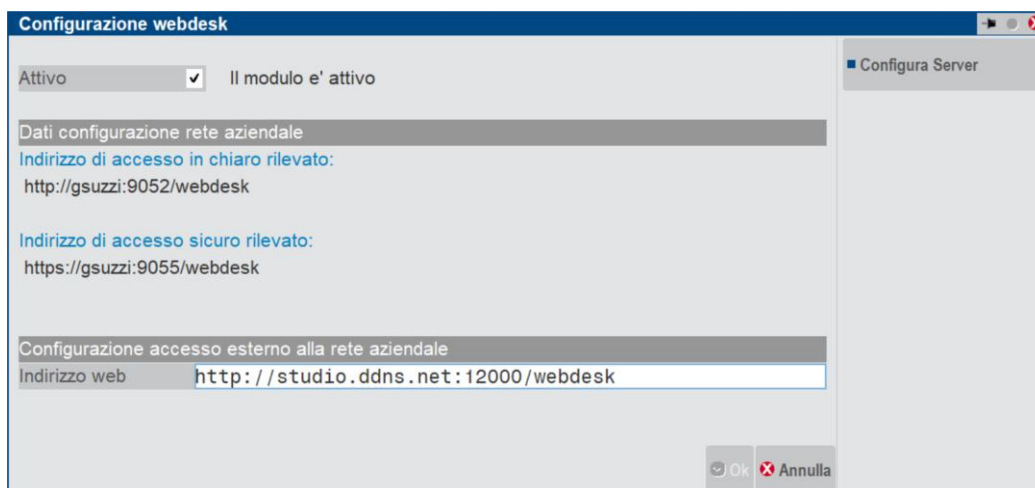 Configurazione webdesk
Configura Server
Attivo Il modulo e' attivo
Dati configurazione rete aziendale
Indirizzo di accesso in chiaro rilevato:
http://gsuzzi:9052/webdesk
Indirizzo di accesso sicuro rilevato:
https://gsuzzi:9055/webdesk
Configurazione accesso esterno alla rete aziendale
Indirizzo web http://studio.ddns.net:12000/webdesk
Ok Annulla